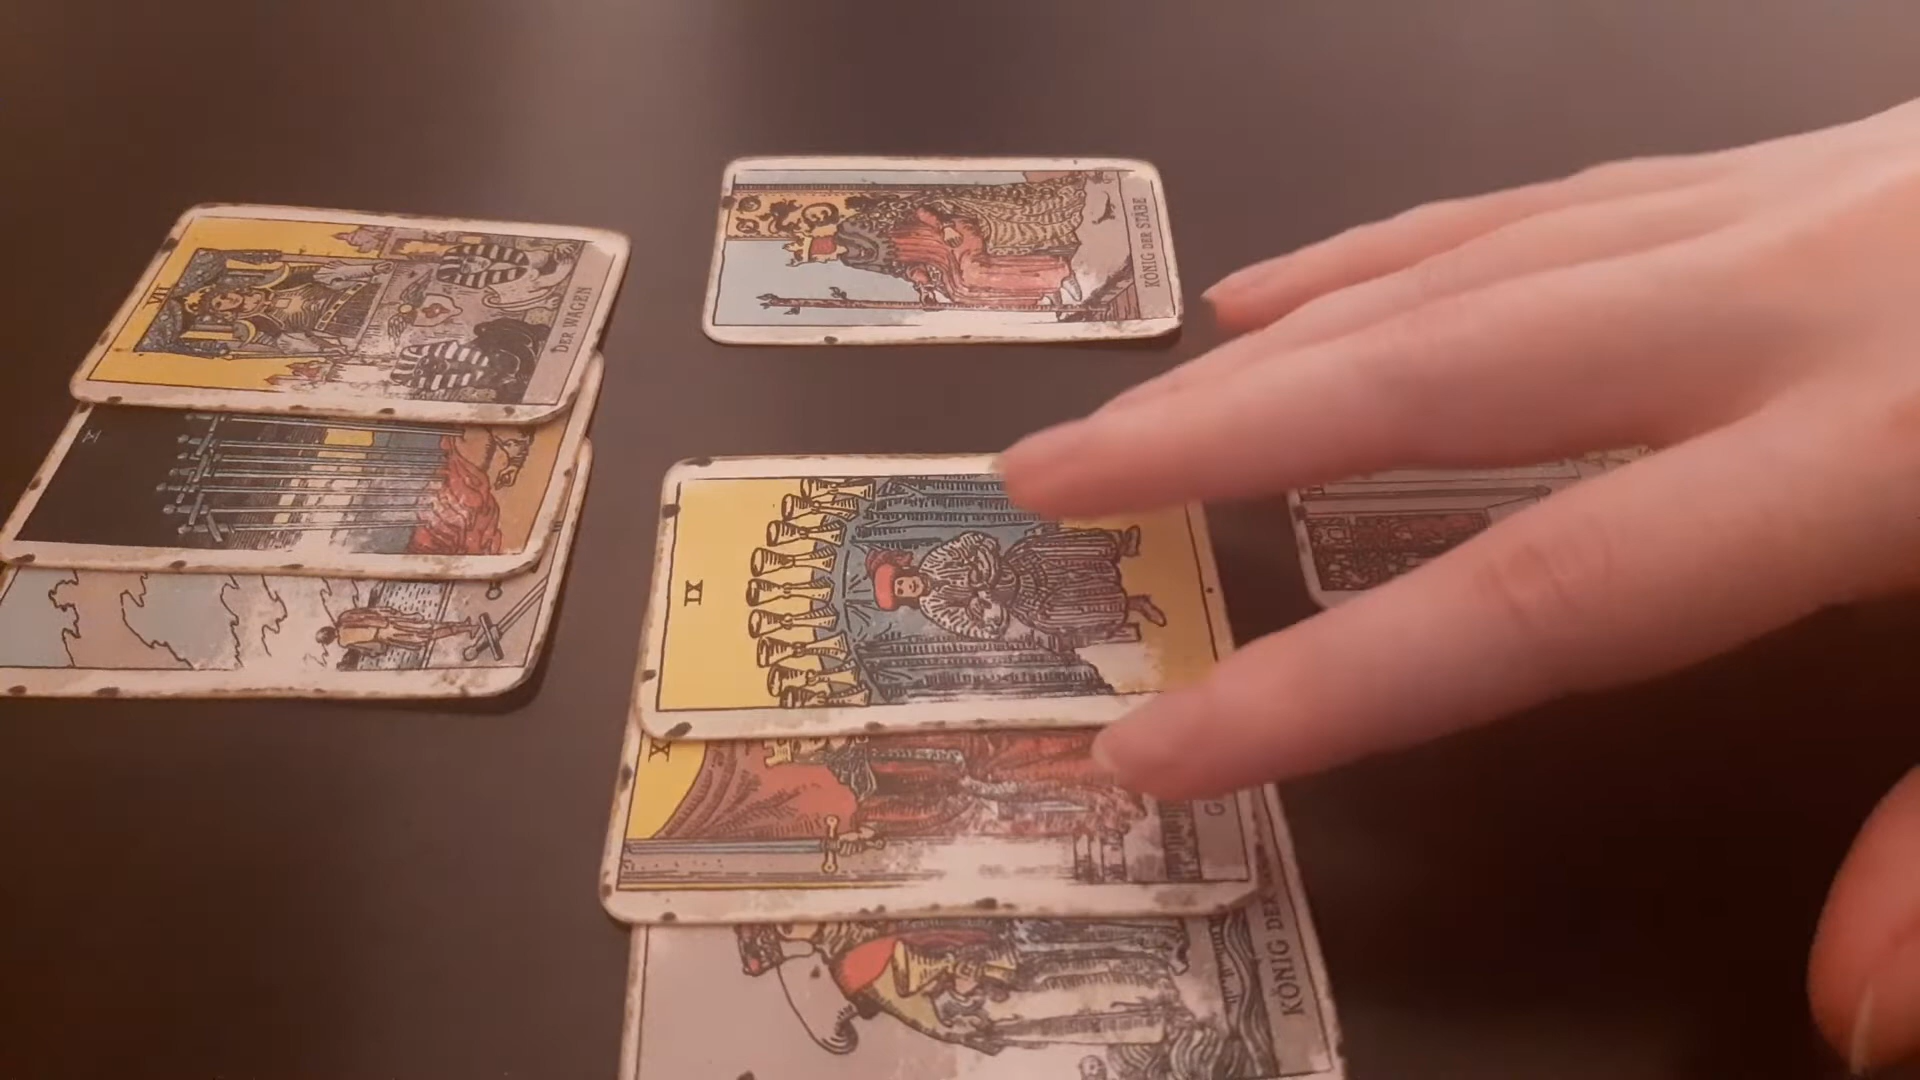 VII
DER WAGEN
X
KÖNIG DER STÄBE
IX
X
G
KÖNIG DER